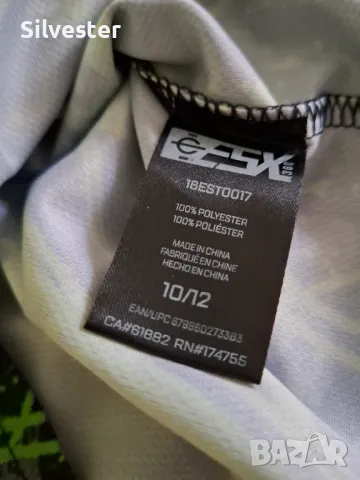 Silvester
ESX
18EST0017
100% POLYESTER
100% POLIÉSTER
MADE IN CHINA
FABRIQUÉ EN CHINE
HECHO EN CHINA
10/12
EAN/UPC 879860273383
CA#61882 RN#174755
BAZAR